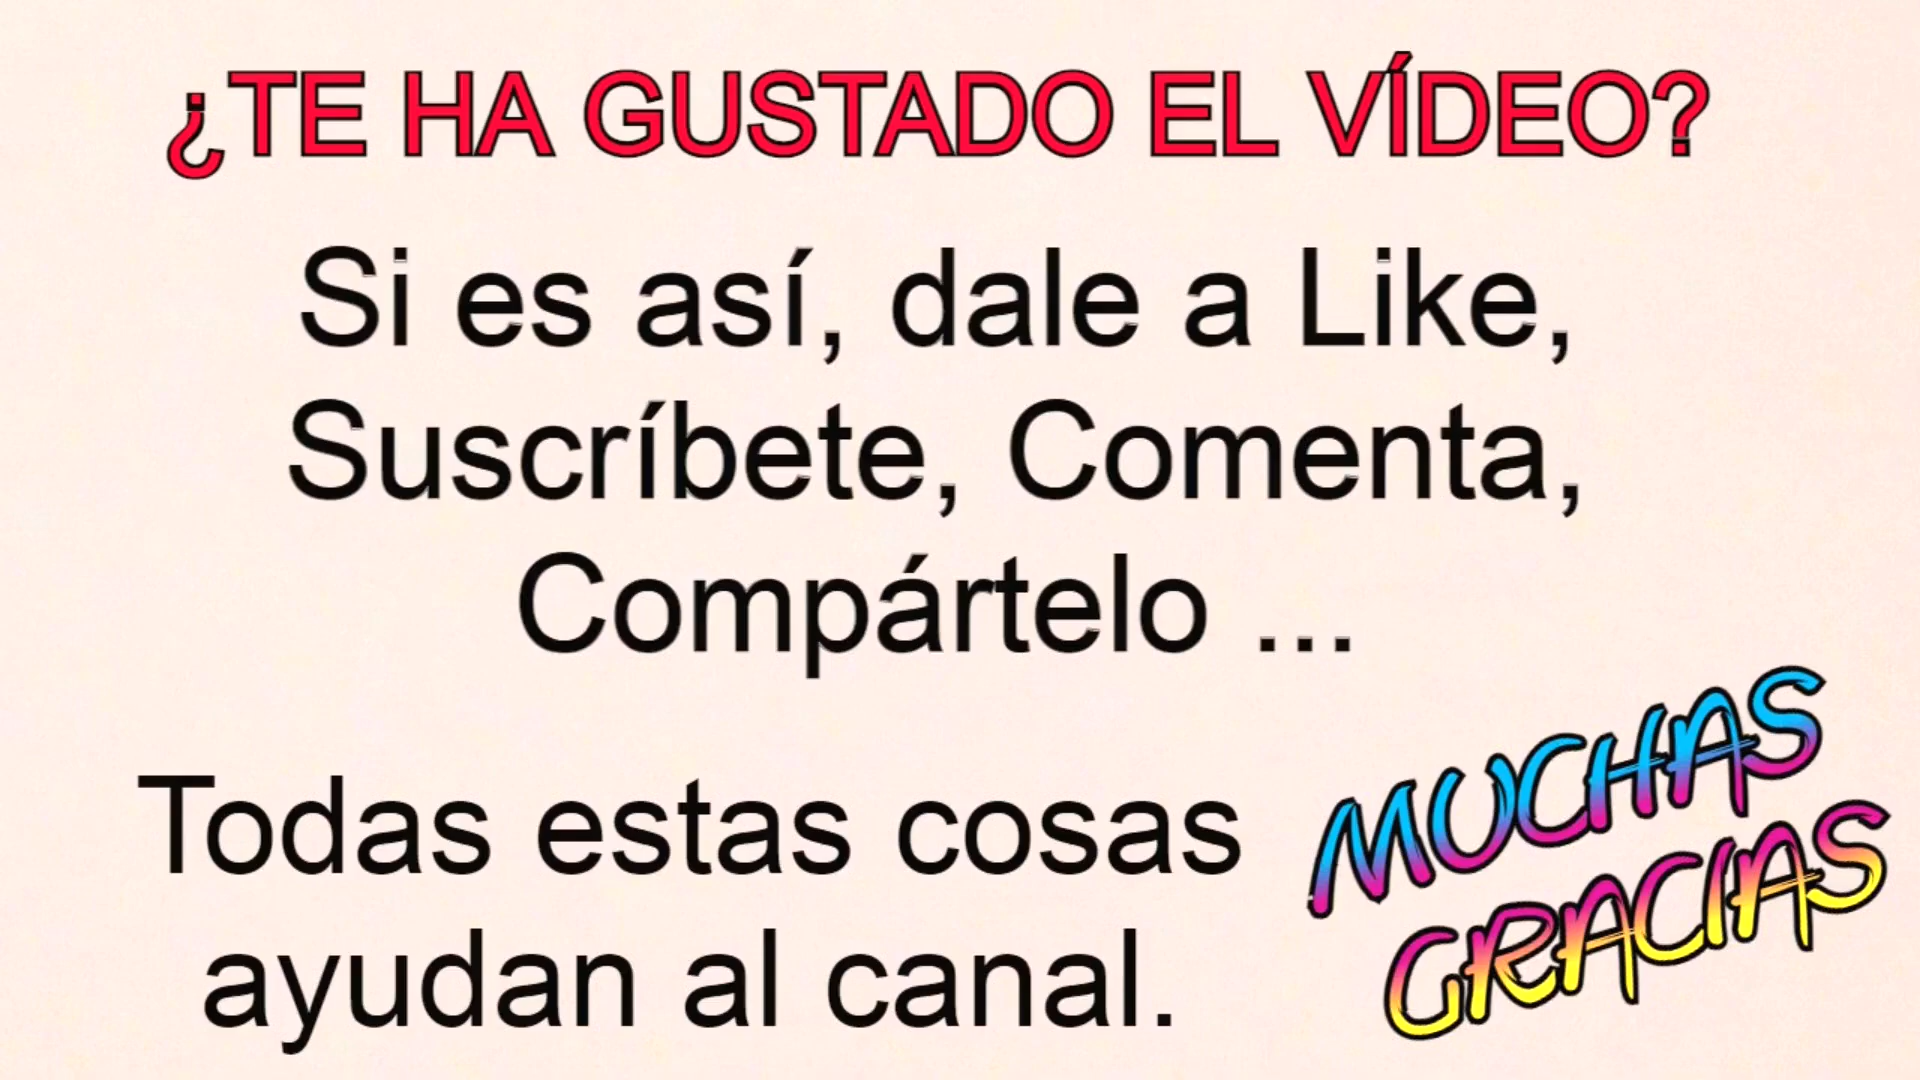 ¿TE HA GUSTADO EL VÍDEO?
Si es así, dale a Like,
Suscríbete, Comenta,
Compártelo ...
Todas estas cosas
ayudan al canal.
MUCHAS
GRACIAS